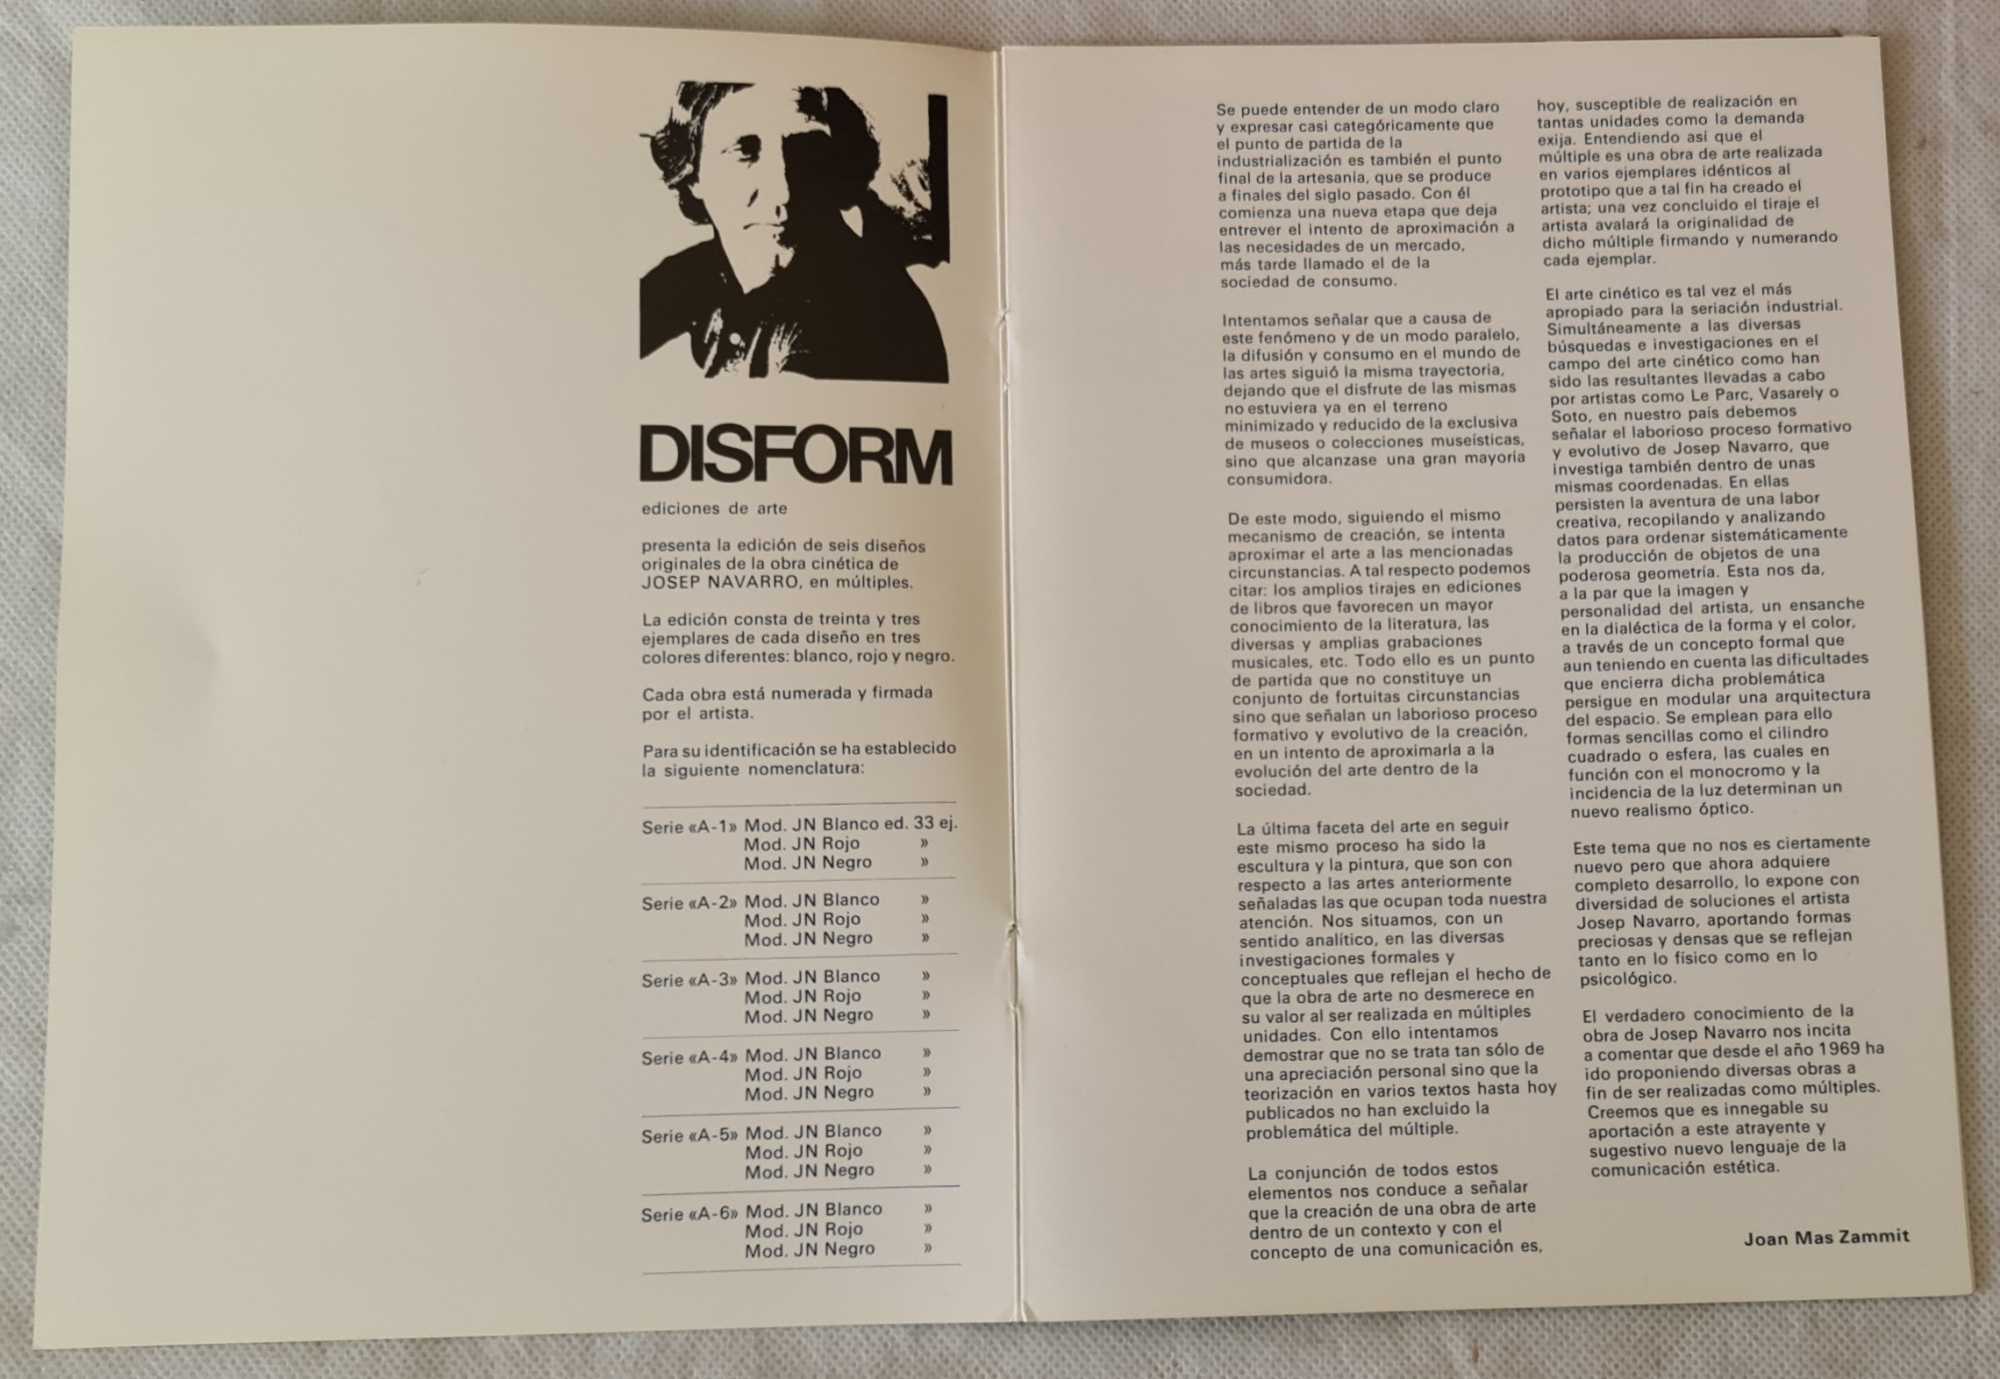 DISFORM
ediciones de arte
presenta la edición de seis diseños
originales de la obra cinética de
JOSEP NAVARRO, en múltiples.
La edición consta de treinta y tres
ejemplares de cada diseño en tres
colores diferentes: blanco, rojo y negro.
Cada obra está numerada y firmada
por el artista.
Para su identificación se ha establecido
la siguiente nomenclatura:
Serie «A-1» Mod. JN Blanco ed. 33 ej.
Mod. JN Rojo »
Mod. JN Negro »
Serie «A-2» Mod. JN Blanco »
Mod. JN Rojo »
Mod. JN Negro »
Serie «A-3» Mod. JN Blanco »
Mod. JN Rojo »
Mod. JN Negro »
Serie «A-4» Mod. JN Blanco »
Mod. JN Rojo »
Mod. JN Negro »
Serie «A-5» Mod. JN Blanco »
Mod. JN Rojo »
Mod. JN Negro »
Serie «A-6» Mod. JN Blanco »
Mod. JN Rojo »
Mod. JN Negro »
Se puede entender de un modo claro
y expresar casi categóricamente que
el punto de partida de la
industrialización es también el punto
final de la artesanía, que se produce
a finales del siglo pasado. Con él
comienza una nueva etapa que deja
entrever el intento de aproximación a
las necesidades de un mercado,
más tarde llamado el de la
sociedad de consumo.
Intentamos señalar que a causa de
este fenómeno y de un modo paralelo,
la difusión y consumo en el mundo de
las artes siguió la misma trayectoria,
dejando que el disfrute de las mismas
no estuviera ya en el terreno
minimizado y reducido de la exclusiva
de museos o colecciones museísticas,
sino que alcanzase una gran mayoría
consumidora.
De este modo, siguiendo el mismo
mecanismo de creación, se intenta
aproximar el arte a las mencionadas
circunstancias. A tal respecto podemos
citar: los amplios tirajes en ediciones
de libros que favorecen un mayor
conocimiento de la literatura, las
diversas y amplias grabaciones
musicales, etc. Todo ello es un punto
de partida que no constituye un
conjunto de fortuitas circunstancias
sino que señalan un laborioso proceso
formativo y evolutivo de la creación,
en un intento de aproximarla a la
evolución del arte dentro de la
sociedad.
La última faceta del arte en seguir
este mismo proceso ha sido la
escultura y la pintura, que son con
respecto a las artes anteriormente
señaladas las que ocupan toda nuestra
atención. Nos situamos, con un
sentido analítico, en las diversas
investigaciones formales y
conceptuales que reflejan el hecho de
que la obra de arte no desmerece en
su valor al ser realizada en múltiples
unidades. Con ello intentamos
demostrar que no se trata tan sólo de
una apreciación personal sino que la
teorización en varios textos hasta hoy
publicados no han excluido la
problemática del múltiple.
La conjunción de todos estos
elementos nos conduce a señalar
que la creación de una obra de arte
dentro de un contexto y con el
concepto de una comunicación es,
hoy, susceptible de realización en
tantas unidades como la demanda
exija. Entendiendo así que el
múltiple es una obra de arte realizada
en varios ejemplares idénticos al
prototipo que a tal fin ha creado el
artista; una vez concluido el tiraje el
artista avalará la originalidad de
dicho múltiple firmando y numerando
cada ejemplar.
El arte cinético es tal vez el más
apropiado para la seriación industrial.
Simultáneamente a las diversas
búsquedas e investigaciones en el
campo del arte cinético como han
sido las resultantes llevadas a cabo
por artistas como Le Parc, Vasarely o
Soto, en nuestro país debemos
señalar el laborioso proceso formativo
y evolutivo de Josep Navarro, que
investiga también dentro de unas
mismas coordenadas. En ellas
persisten la aventura de una labor
creativa, recopilando y analizando
datos para ordenar sistemáticamente
la producción de objetos de una
poderosa geometría. Esta nos da,
a la par que la imagen y
personalidad del artista, un ensanche
en la dialéctica de la forma y el color,
a través de un concepto formal que
aun teniendo en cuenta las dificultades
que encierra dicha problemática
persigue en modular una arquitectura
del espacio. Se emplean para ello
formas sencillas como el cilindro
cuadrado o esfera, las cuales en
función con el monocromo y la
incidencia de la luz determinan un
nuevo realismo óptico.
Este tema que no nos es ciertamente
nuevo pero que ahora adquiere
completo desarrollo, lo expone con
diversidad de soluciones el artista
Josep Navarro, aportando formas
preciosas y densas que se reflejan
tanto en lo físico como en lo
psicológico.
El verdadero conocimiento de la
obra de Josep Navarro nos incita
a comentar que desde el año 1969 ha
ido proponiendo diversas obras a
fin de ser realizadas como múltiples.
Creemos que es innegable su
aportación a este atrayente y
sugestivo nuevo lenguaje de la
comunicación estética.
Joan Mas Zammit